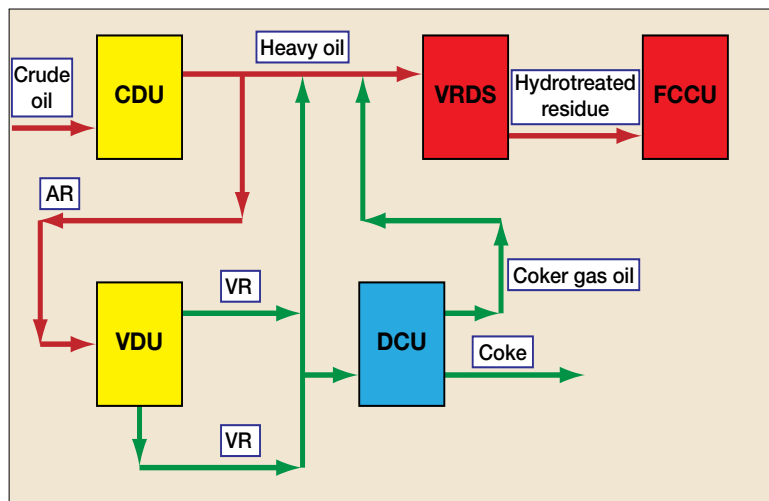 Heavy oil
Crude
oil
CDU
VRDS
Hydrotreated
residue
FCCU
AR
VR
Coker gas oil
VDU
DCU
Coke
VR